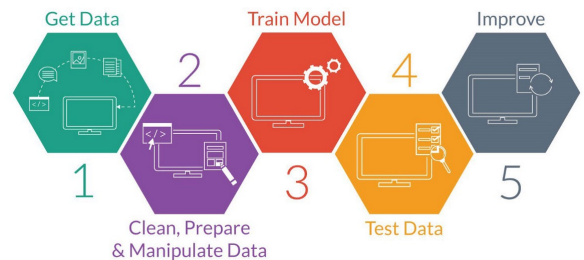 Get Data
1
</>
2
</>
Clean, Prepare
& Manipulate Data
Train Model
3
4
Test Data
Improve
5